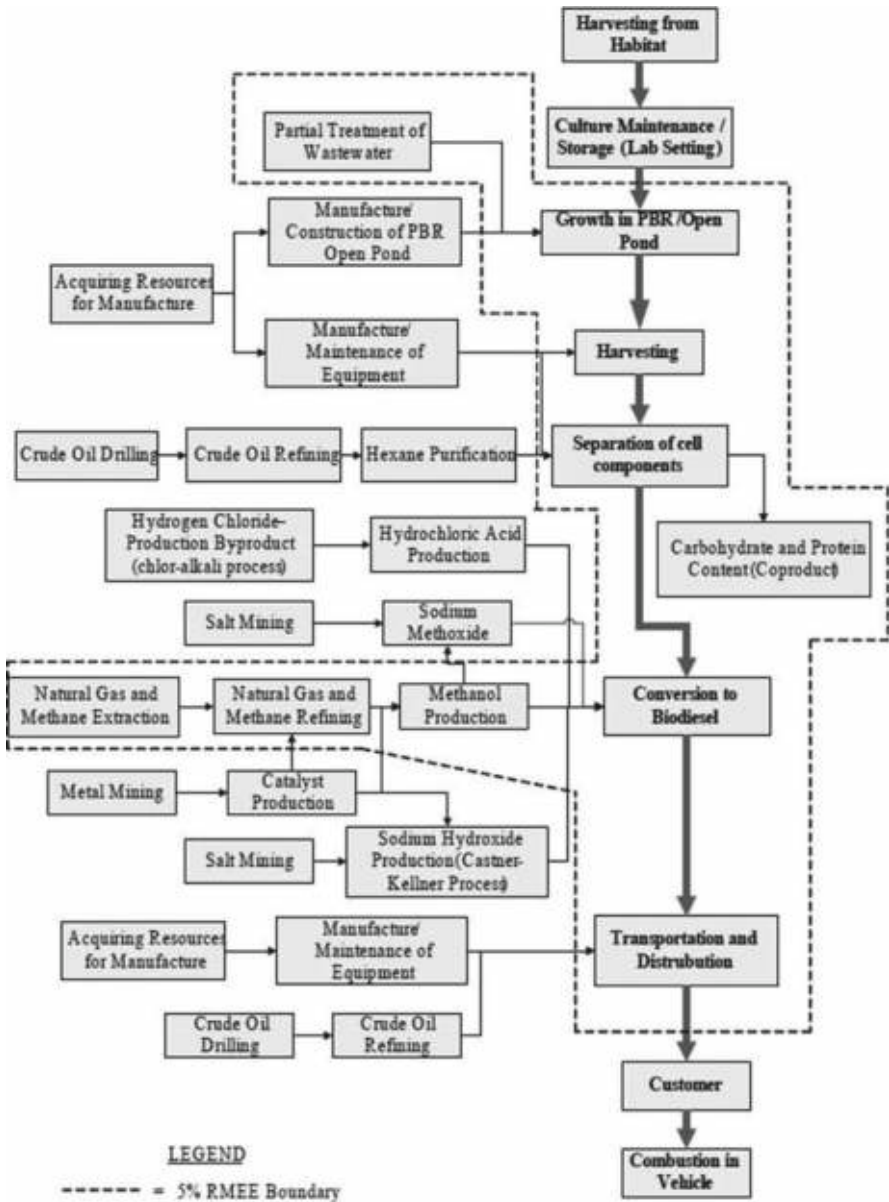 Harvesting from
Habitat
Culture Maintenance /
Storage (Lab Setting)
Partial Treatment of
Wastewater
Manufacture/
Construction of PBR
Open Pond
Growth in PBR /Open
Pond
Acquiring Resources
for Manufacture
Manufacture/
Maintenance of
Equipment
Harvesting
Crude Oil Drilling
Crude Oil Refining
Hexane Purification
Separation of cell
components
Hydrogen Chloride-
Production Byproduct
(chlor-alkali process)
Hydrochloric Acid
Production
Carbohydrate and Protein
Content (Coproduct)
Salt Mining
Sodium
Methoxide
Natural Gas and
Methane Extraction
Natural Gas and
Methane Refining
Methanol
Production
Conversion to
Biodiesel
Metal Mining
Catalyst
Production
Salt Mining
Sodium Hydroxide
Production (Castner-
Kellner Process)
Acquiring Resources
for Manufacture
Manufacture/
Maintenance of
Equipment
Transportation and
Distrubution
Crude Oil
Drilling
Crude Oil
Refining
Customer
Combustion in
Vehicle
LEGEND
= 5% RMEE Boundary